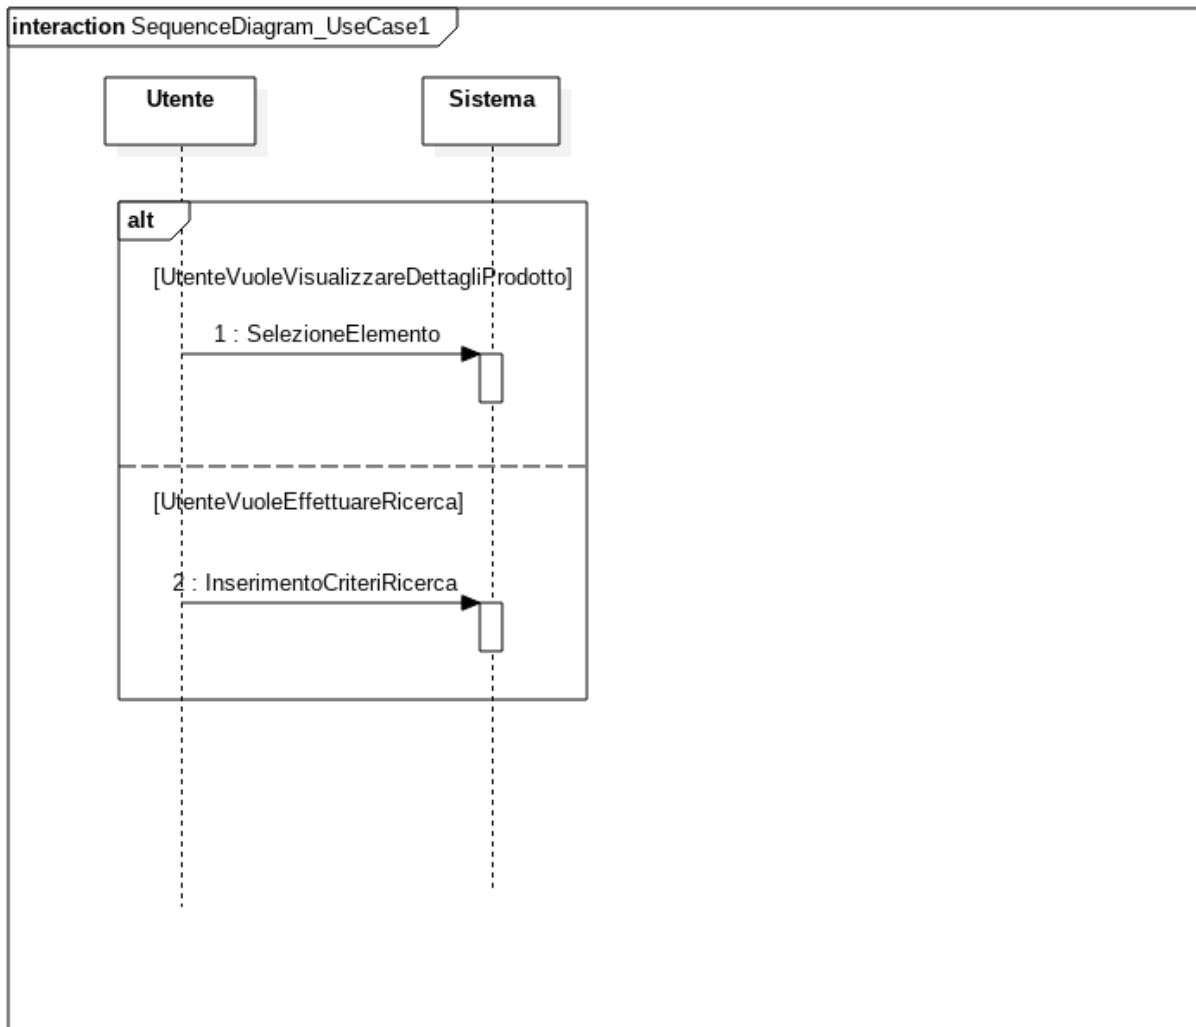 interaction SequenceDiagram_UseCase1
Utente
Sistema
alt
[UtenteVuoleVisualizzareDettagliProdotto]
1 : SelezioneElemento
[UtenteVuoleEffettuareRicerca]
2 : InserimentoCriteriRicerca